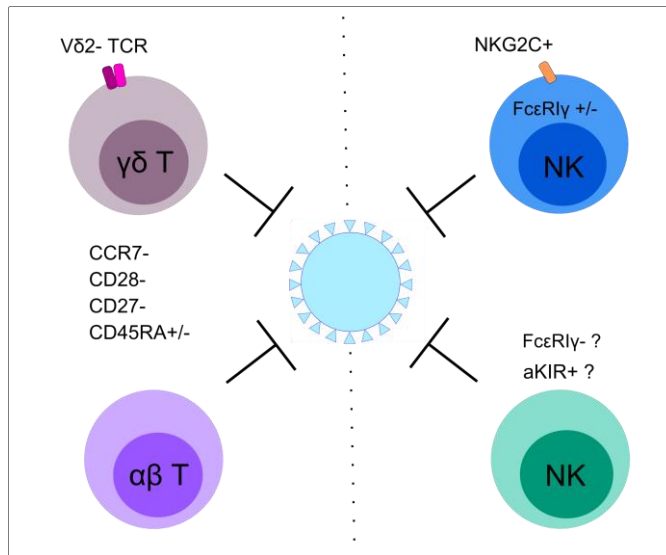 Vδ2- TCR
γδ T
CCR7-
CD28-
CD27-
CD45RA+/-
αβ T
NKG2C+
FcεRIγ +/-
NK
FcεRIγ- ?
aKIR+ ?
NK